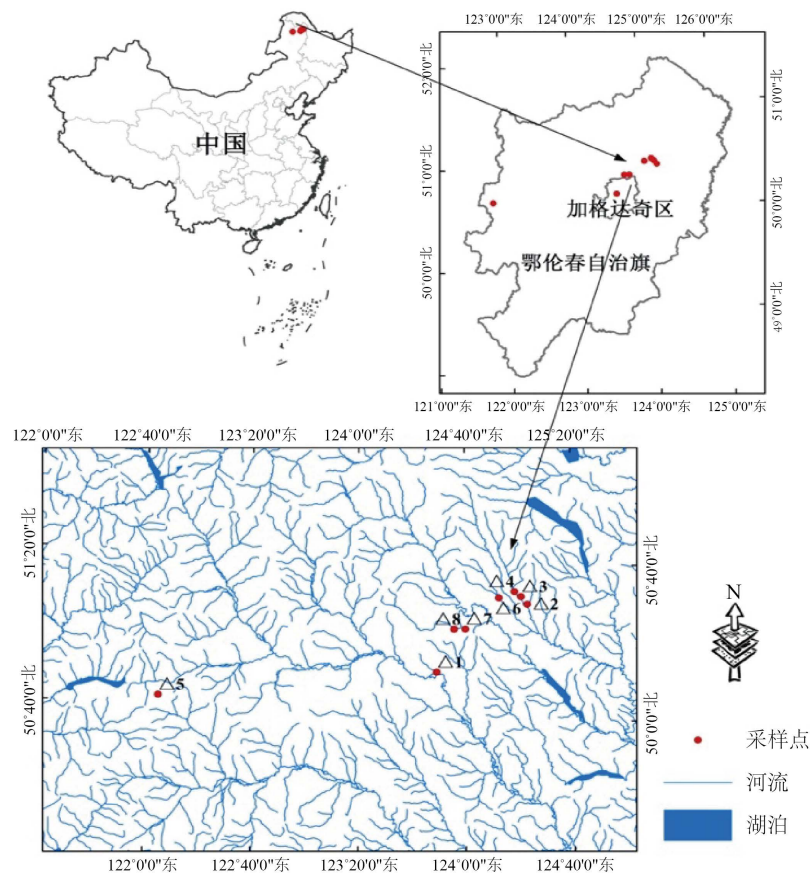 中国
123°0′0″东 124°0′0″东 125°0′0″东 126°0′0″东
52°0′0″北
51°0′0″北
50°0′0″北
51°0′0″北
50°0′0″北
49°0′0″北
加格达奇区
鄂伦春自治旗
121°0′0″东 122°0′0″东 123°0′0″东 124°0′0″东 125°0′0″东
122°0′0″东 122°40′0″东 123°20′0″东 124°0′0″东 124°40′0″东 125°20′0″东
51°20′0″北
50°40′0″北
50°40′0″北
50°0′0″北
4
3
2
6
8
7
1
5
N
采样点
河流
湖泊
122°0′0″东 122°40′0″东 123°20′0″东 124°0′0″东 124°40′0″东